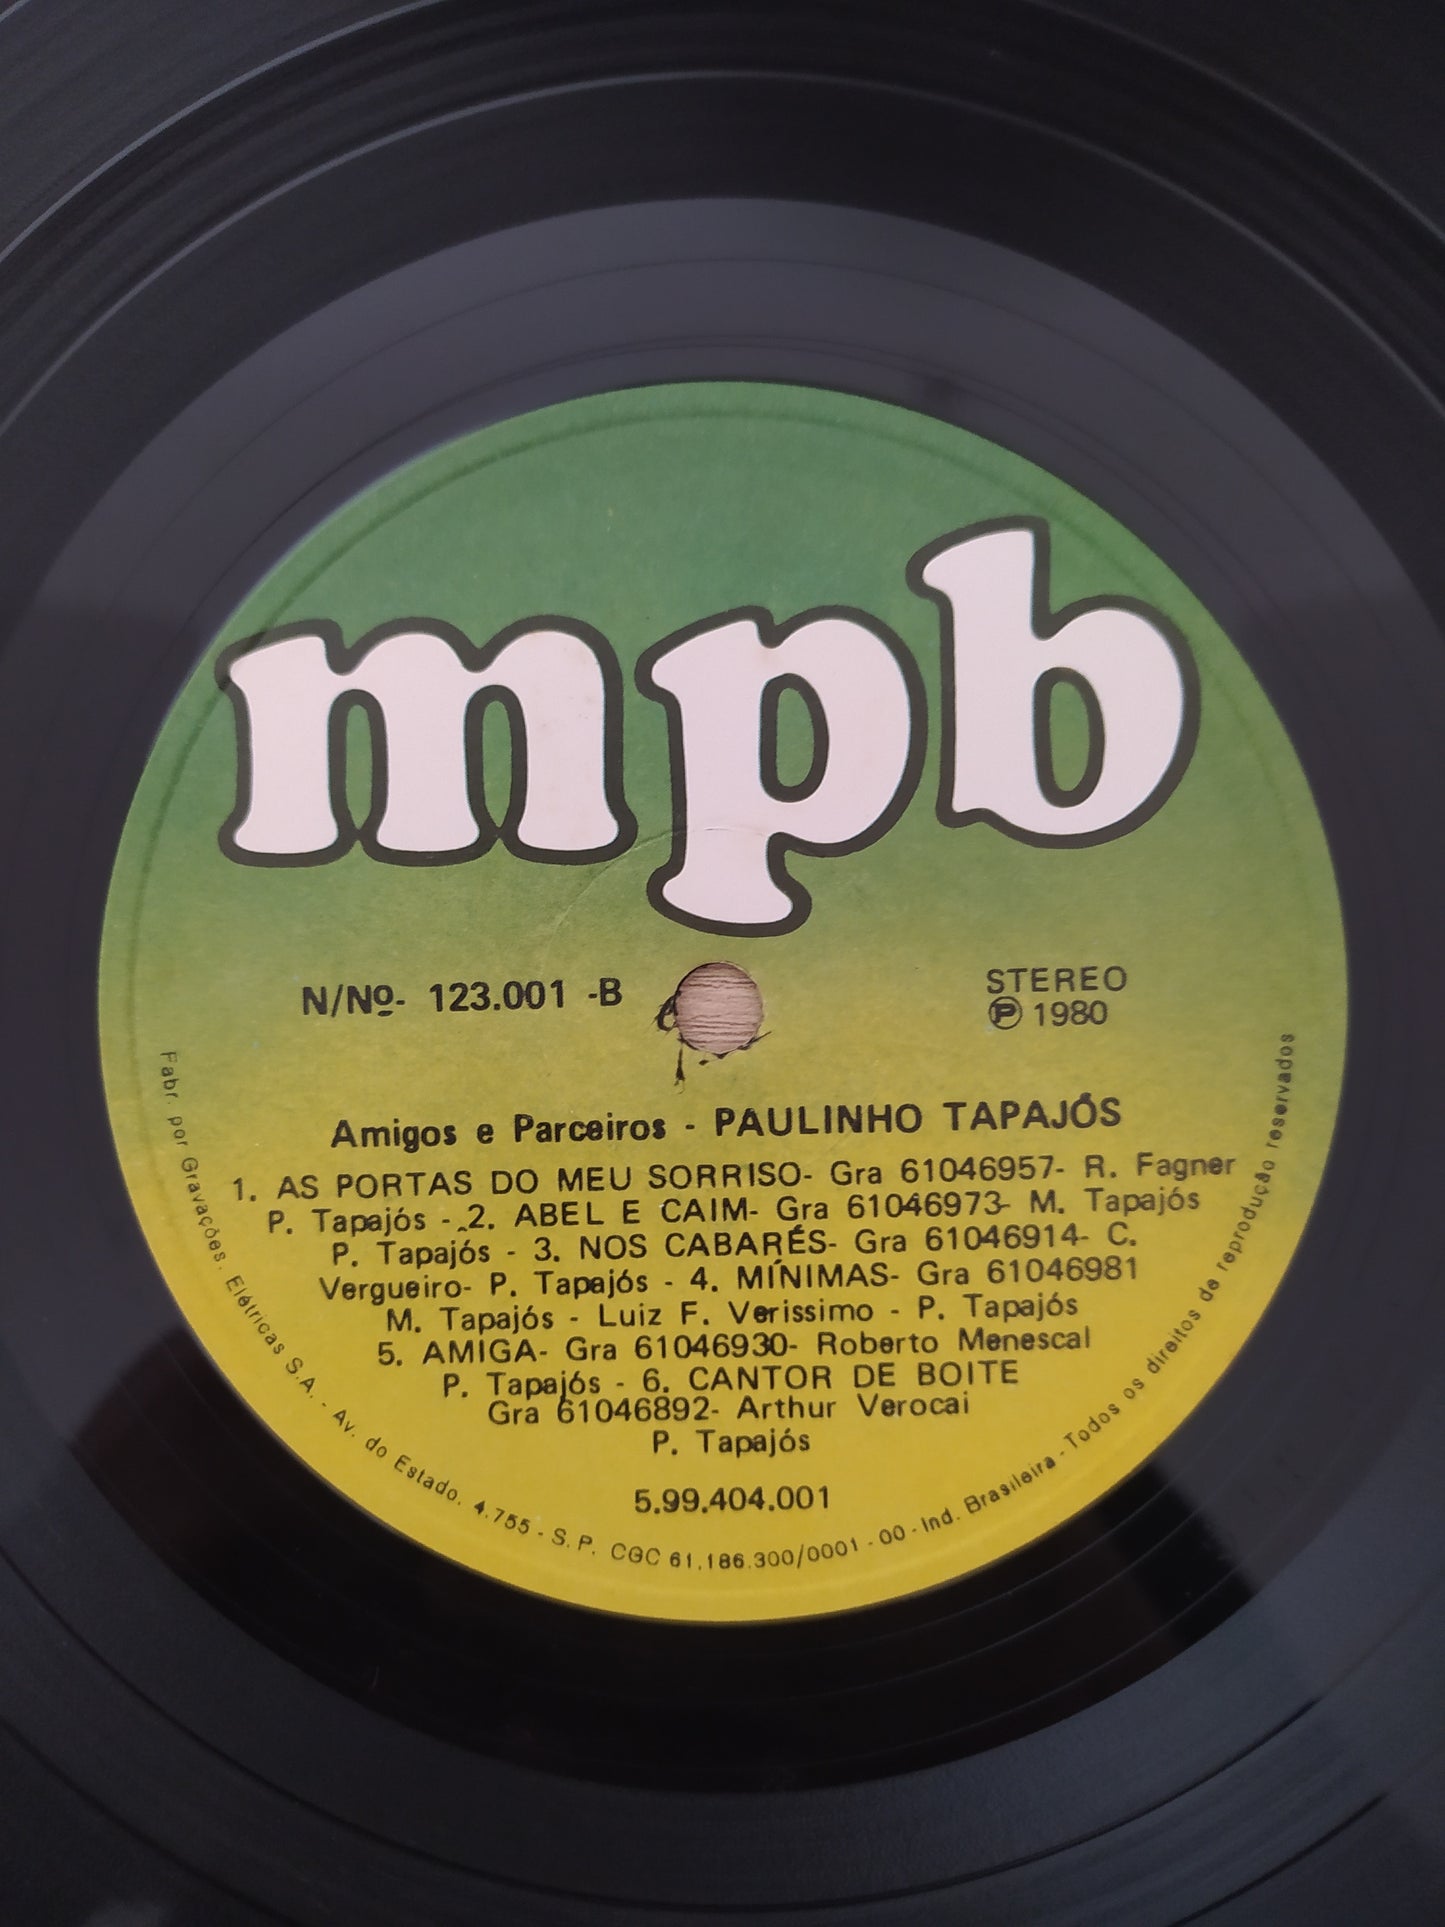 mpb
N/Nº- 123.001 -B
STEREO
Ⓟ 1980
Amigos e Parceiros - PAULINHO TAPAJÓS
1. AS PORTAS DO MEU SORRISO- Gra 61046957- R. Fagner
P. Tapajós - 2. ABEL E CAIM- Gra 61046973- M. Tapajós
P. Tapajós - 3. NOS CABARÉS- Gra 61046914- C.
Vergueiro- P. Tapajós - 4. MÍNIMAS- Gra 61046981
M. Tapajós - Luiz F. Verissimo - P. Tapajós
5. AMIGA- Gra 61046930- Roberto Menescal
P. Tapajós - 6. CANTOR DE BOITE
Gra 61046892- Arthur Verocai
P. Tapajós
5.99.404.001
Fabr. por Gravações. Elétricas S.A. - Av. do Estado. 4.755 - S.P. CGC 61.186.300/0001 - 00 - Ind. Brasileira - Todos os direitos de reprodução reservados